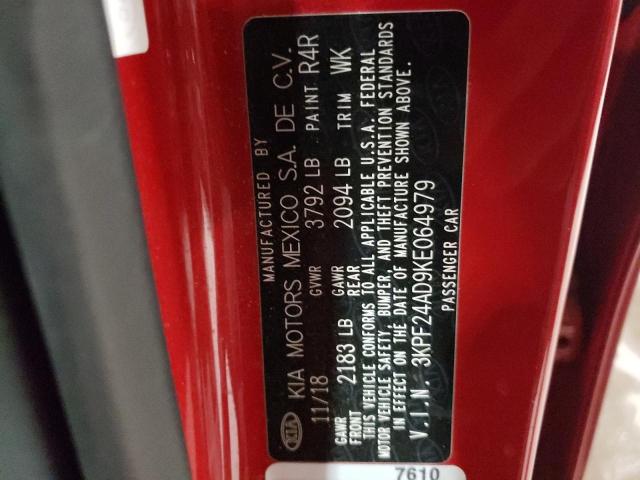 MANUFACTURED BY
KIA KIA MOTORS MEXICO S.A. DE C.V.
11/18 GVWR 3792 LB PAINT R4R
GAWR FRONT 2183 LB GAWR REAR 2094 LB TRIM WK
THIS VEHICLE CONFORMS TO ALL APPLICABLE U.S.A. FEDERAL
MOTOR VEHICLE SAFETY, BUMPER, AND THEFT PREVENTION STANDARDS
IN EFFECT ON THE DATE OF MANUFACTURE SHOWN ABOVE.
V.I.N. 3KPF24AD9KE064979
PASSENGER CAR
7610